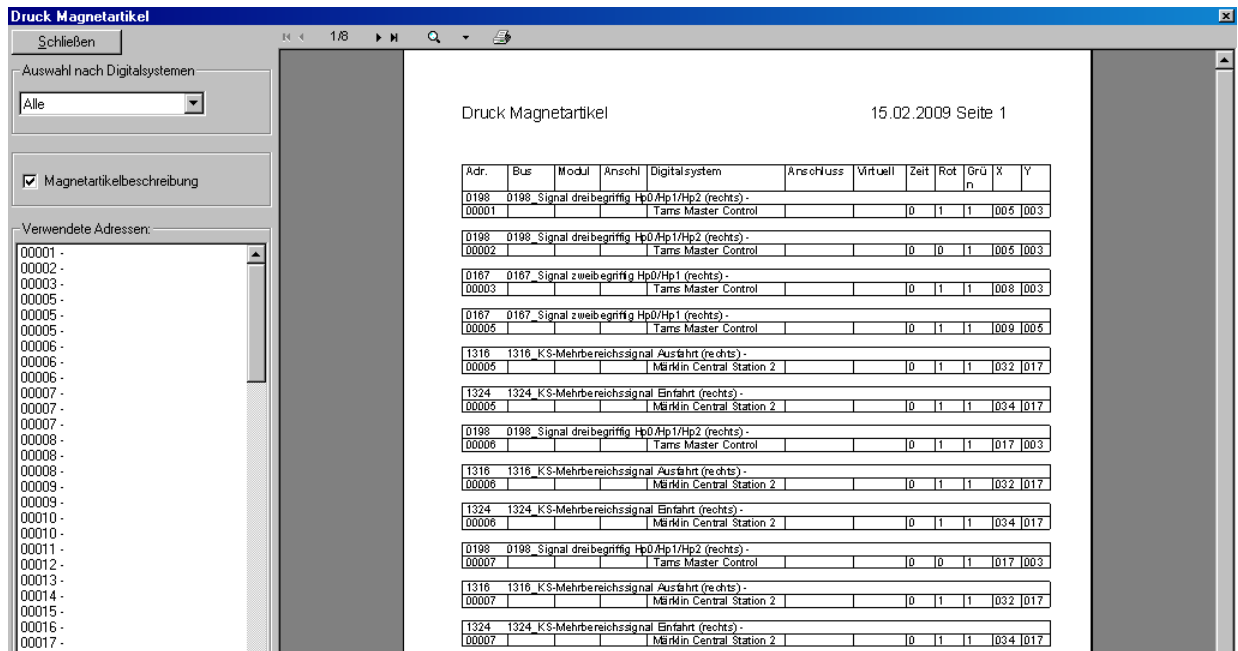 Druck Magnetartikel
Schließen
1/8
Auswahl nach Digitalsystemen
Alle
Magnetartikelbeschreibung
Verwendete Adressen:
00001 -
00002 -
00003 -
00005 -
00005 -
00005 -
00006 -
00006 -
00006 -
00007 -
00007 -
00007 -
00008 -
00008 -
00008 -
00009 -
00009 -
00010 -
00010 -
00011 -
00012 -
00013 -
00014 -
00015 -
00016 -
00017 -
Druck Magnetartikel 15.02.2009 Seite 1
Adr. Bus Modul Anschl Digitalsystem Anschluss Virtuell Zeit Rot Grü X Y
n
0198 0198_Signal dreibegriffig Hp0/Hp1/Hp2 (rechts) -
00001 Tams Master Control 0 1 1 005 003
0198 0198_Signal dreibegriffig Hp0/Hp1/Hp2 (rechts) -
00002 Tams Master Control 0 0 1 005 003
0167 0167_Signal zweibegriffig Hp0/Hp1 (rechts) -
00003 Tams Master Control 0 1 1 008 003
0167 0167_Signal zweibegriffig Hp0/Hp1 (rechts) -
00005 Tams Master Control 0 1 1 009 005
1316 1316_KS-Mehrbereichssignal Ausfahrt (rechts) -
00005 Märklin Central Station 2 0 1 1 032 017
1324 1324_KS-Mehrbereichssignal Einfahrt (rechts) -
00005 Märklin Central Station 2 0 1 1 034 017
0198 0198_Signal dreibegriffig Hp0/Hp1/Hp2 (rechts) -
00006 Tams Master Control 0 1 1 017 003
1316 1316_KS-Mehrbereichssignal Ausfahrt (rechts) -
00006 Märklin Central Station 2 0 1 1 032 017
1324 1324_KS-Mehrbereichssignal Einfahrt (rechts) -
00006 Märklin Central Station 2 0 1 1 034 017
0198 0198_Signal dreibegriffig Hp0/Hp1/Hp2 (rechts) -
00007 Tams Master Control 0 0 1 017 003
1316 1316_KS-Mehrbereichssignal Ausfahrt (rechts) -
00007 Märklin Central Station 2 0 1 1 032 017
1324 1324_KS-Mehrbereichssignal Einfahrt (rechts) -
00007 Märklin Central Station 2 0 1 1 034 017